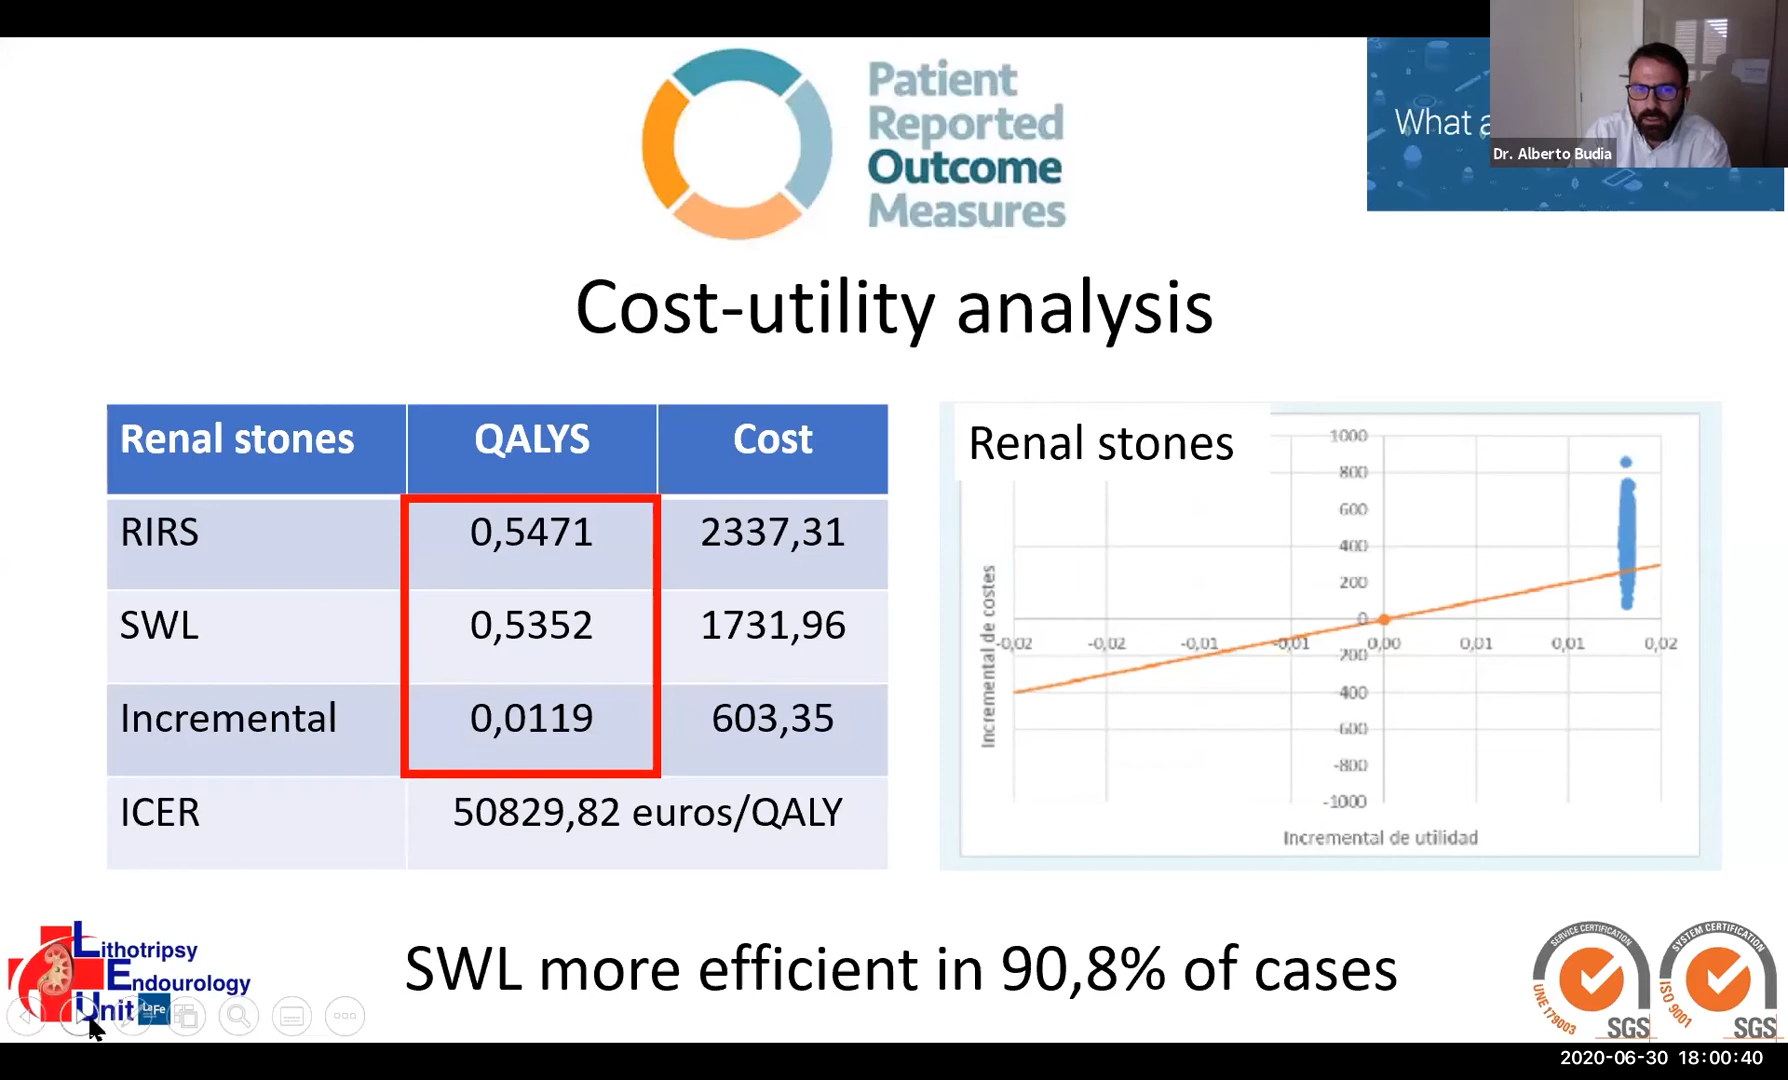 Patient
Reported
Outcome
Measures
What a
Dr. Alberto Budia
Cost-utility analysis
Renal stones QALYS Cost
RIRS 0,5471 2337,31
SWL 0,5352 1731,96
Incremental 0,0119 603,35
ICER 50829,82 euros/QALY
Renal stones
1000
800
600
400
200
0
-0,02 -0,02 -0,01 -0,01 0,00 0,01 0,01 0,02
-200
-400
-600
-800
-1000
Incremental de costes
Incremental de utilidad
SWL more efficient in 90,8% of cases
Lithotripsy
Endourology
Unit
LaFe
SERVICE CERTIFICATION
UNE 179003
SGS
SYSTEM CERTIFICATION
ISO 9001
SGS
2020-06-30 18:00:40